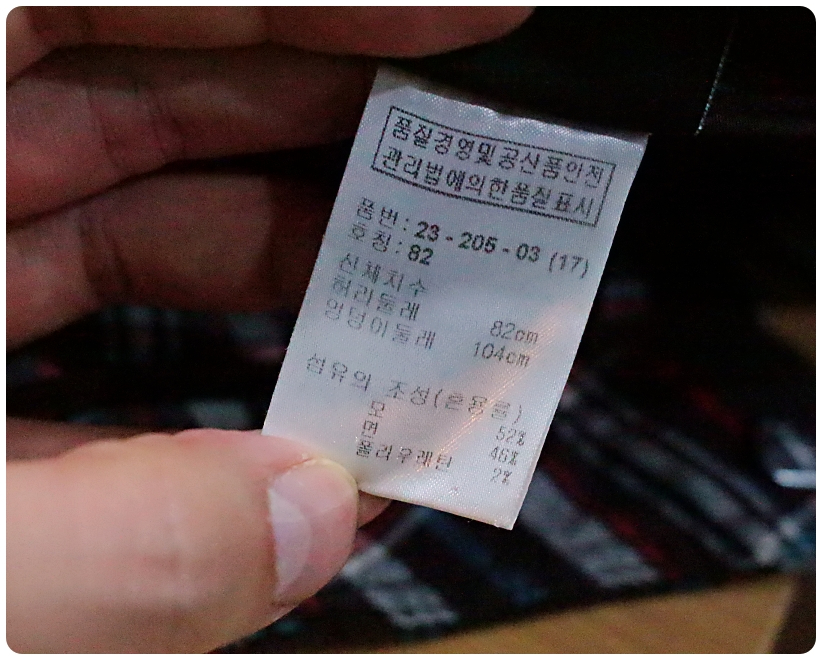 품질경영및공산품안전
관리법에의한품질표시
품번 : 23 - 205 - 03 (17)
호칭 : 82
신체치수
허리둘레 82cm
엉덩이둘레 104cm
섬유의 조성(혼용률)
모 52%
면 46%
폴리우레탄 2%